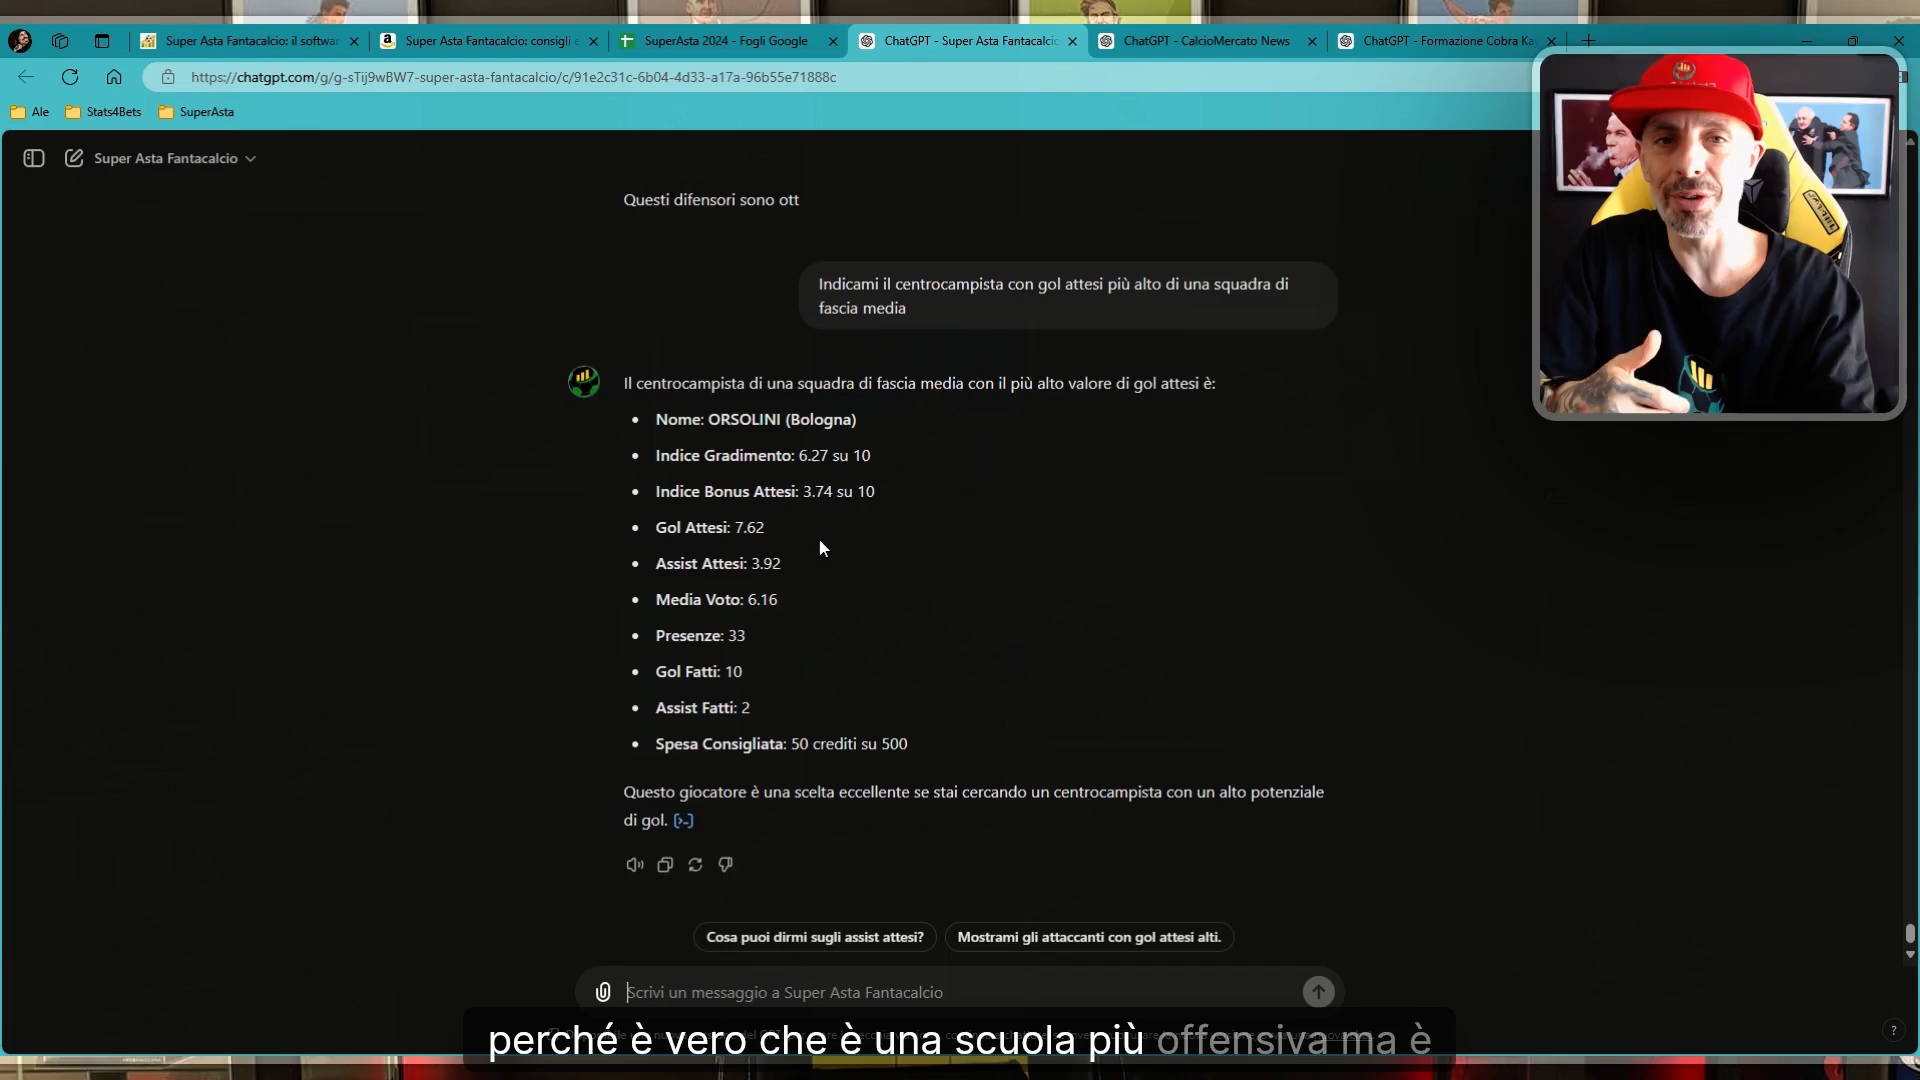 Super Asta Fantacalcio: il softwar
Super Asta Fantacalcio: consigli e
SuperAsta 2024 - Fogli Google
ChatGPT - Super Asta Fantacalcio
ChatGPT - CalcioMercato News
ChatGPT - Formazione Cobra Kay
https://chatgpt.com/g/g-sTij9wBW7-super-asta-fantacalcio/c/91e2c31c-6b04-4d33-a17a-96b55e71888c
Ale
Stats4Bets
SuperAsta
Super Asta Fantacalcio
Questi difensori sono ott
Indicami il centrocampista con gol attesi più alto di una squadra di
fascia media
Il centrocampista di una squadra di fascia media con il più alto valore di gol attesi è:
• Nome: ORSOLINI (Bologna)
• Indice Gradimento: 6.27 su 10
• Indice Bonus Attesi: 3.74 su 10
• Gol Attesi: 7.62
• Assist Attesi: 3.92
• Media Voto: 6.16
• Presenze: 33
• Gol Fatti: 10
• Assist Fatti: 2
• Spesa Consigliata: 50 crediti su 500
Questo giocatore è una scelta eccellente se stai cercando un centrocampista con un alto potenziale
di gol.
Cosa puoi dirmi sugli assist attesi?
Mostrami gli attaccanti con gol attesi alti.
Scrivi un messaggio a Super Asta Fantacalcio
perché è vero che è una scuola più offensiva ma è
?